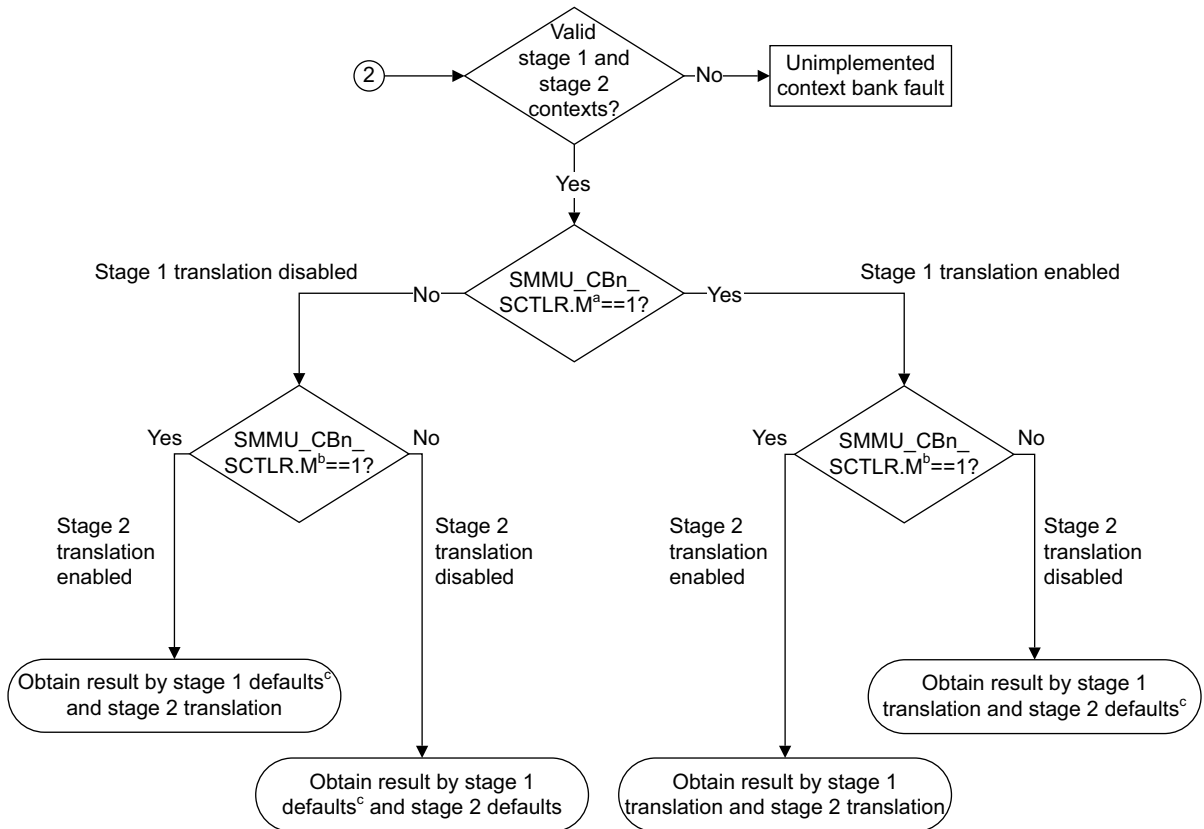 Valid
stage 1 and
stage 2
contexts?
2
No
Unimplemented
context bank fault
Yes
Stage 1 translation disabled
Stage 1 translation enabled
SMMU_CBn_
SCTLR.Mᵃ==1?
No
Yes
Yes
SMMU_CBn_
SCTLR.Mᵇ==1?
No
Yes
SMMU_CBn_
SCTLR.Mᵇ==1?
No
Stage 2
translation
enabled
Stage 2
translation
disabled
Stage 2
translation
enabled
Stage 2
translation
disabled
Obtain result by stage 1 defaultsᶜ
and stage 2 translation
Obtain result by stage 1
translation and stage 2 defaultsᶜ
Obtain result by stage 1
defaultsᶜ and stage 2 defaults
Obtain result by stage 1
translation and stage 2 translation